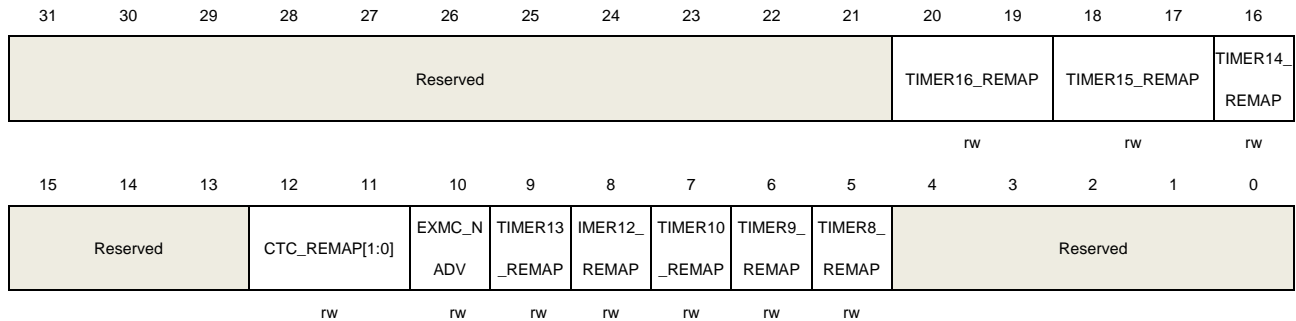 31 30 29 28 27 26 25 24 23 22 21 20 19 18 17 16
Reserved TIMER16_REMAP TIMER15_REMAP TIMER14_
REMAP
rw rw rw
15 14 13 12 11 10 9 8 7 6 5 4 3 2 1 0
Reserved CTC_REMAP[1:0] EXMC_N TIMER13 IMER12_ TIMER10 TIMER9_ TIMER8_ Reserved
ADV _REMAP REMAP _REMAP REMAP REMAP
rw rw rw rw rw rw rw